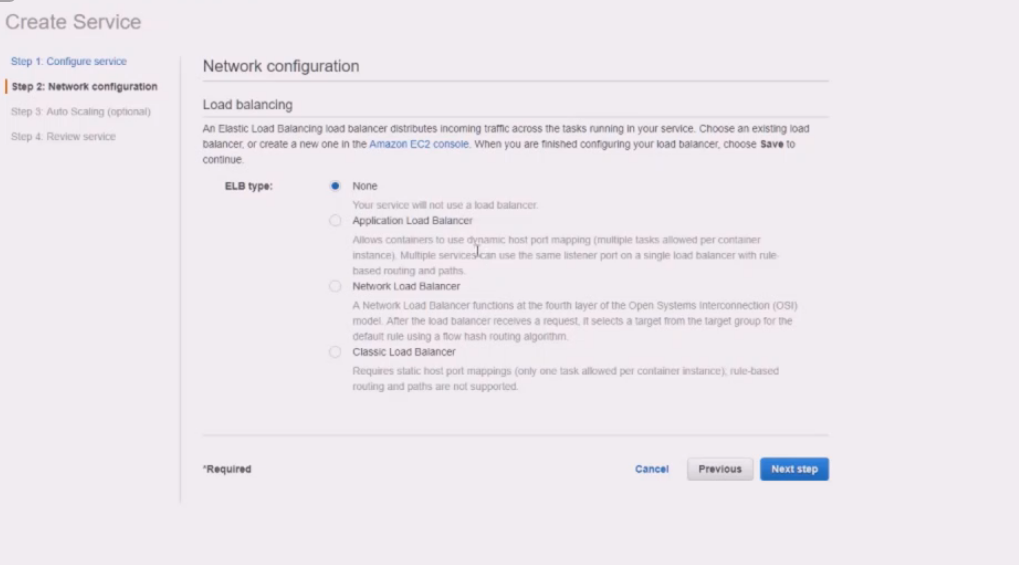 Create Service
Step 1: Configure service
Step 2: Network configuration
Step 3: Auto Scaling (optional)
Step 4: Review service
Network configuration
Load balancing
An Elastic Load Balancing load balancer distributes incoming traffic across the tasks running in your service. Choose an existing load
balancer, or create a new one in the Amazon EC2 console. When you are finished configuring your load balancer, choose Save to
continue.
ELB type:
None
Your service will not use a load balancer.
Application Load Balancer
Allows containers to use dynamic host port mapping (multiple tasks allowed per container
instance). Multiple services can use the same listener port on a single load balancer with rule-
based routing and paths.
Network Load Balancer
A Network Load Balancer functions at the fourth layer of the Open Systems Interconnection (OSI)
model. After the load balancer receives a request, it selects a target from the target group for the
default rule using a flow hash routing algorithm.
Classic Load Balancer
Requires static host port mappings (only one task allowed per container instance), rule-based
routing and paths are not supported.
*Required
Cancel
Previous
Next step